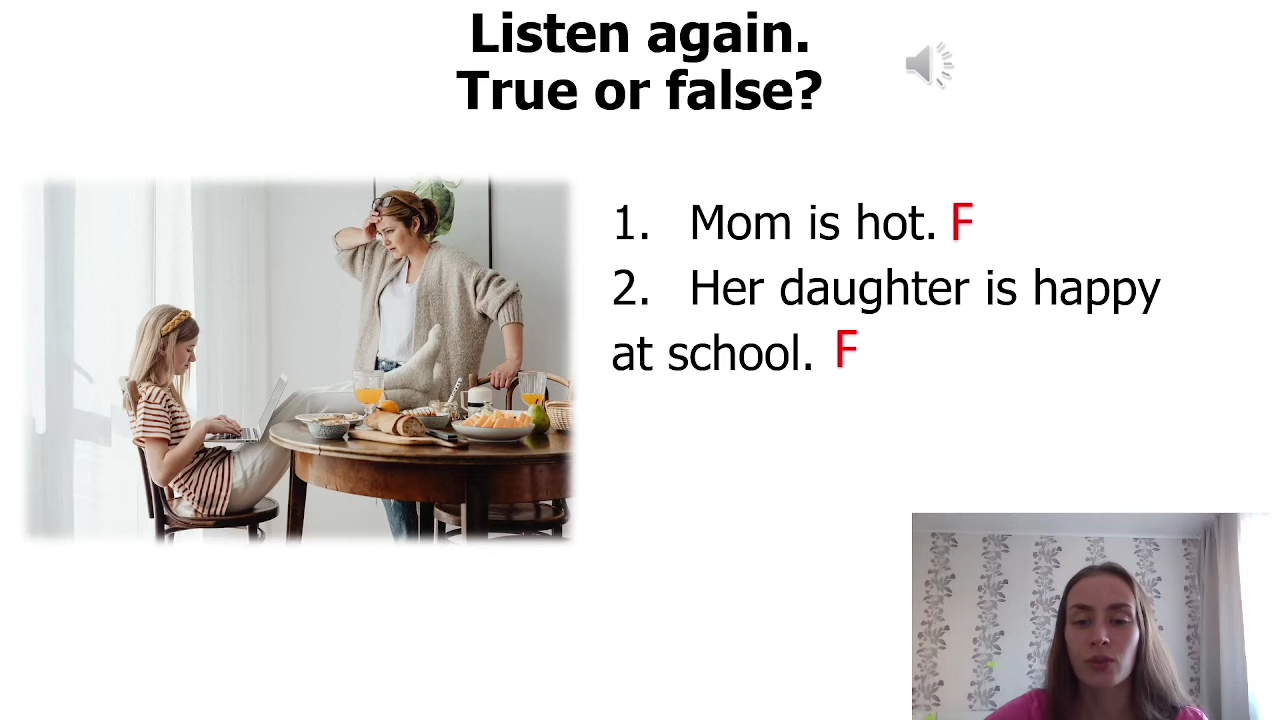 Listen again.
True or false?
1. Mom is hot. F
2. Her daughter is happy
at school. F